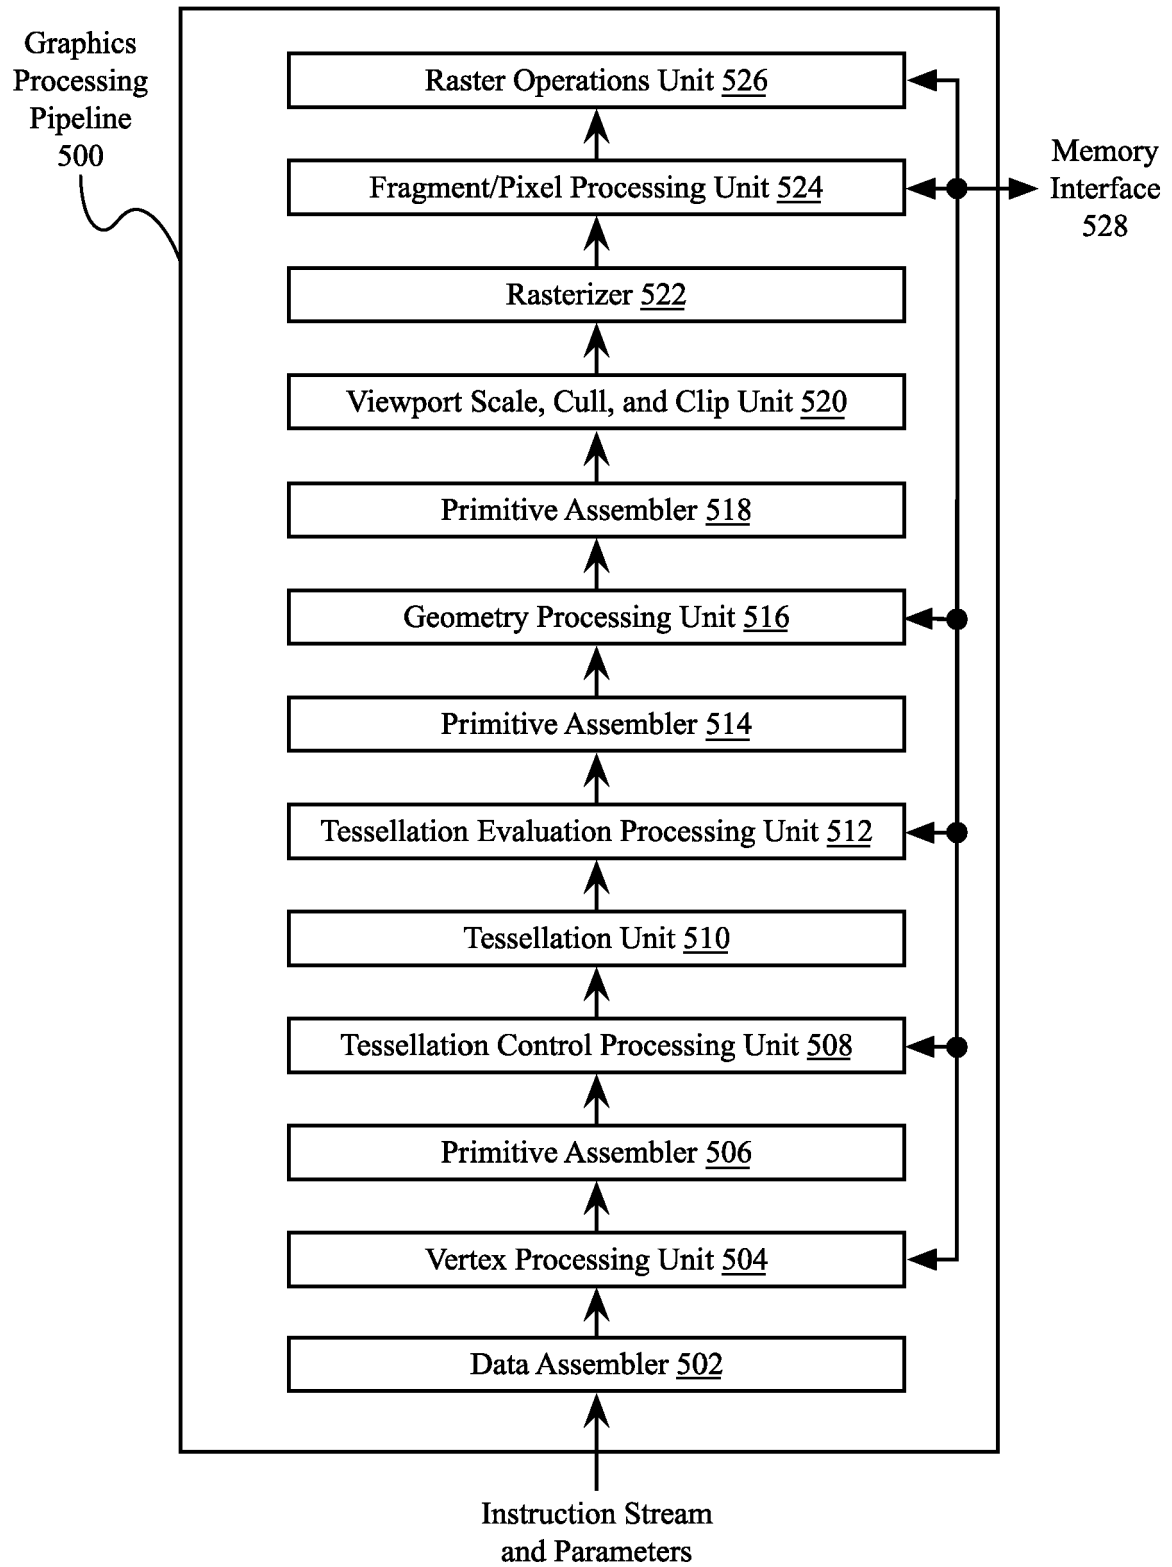 Graphics
Processing
Pipeline
500
Raster Operations Unit 526
Fragment/Pixel Processing Unit 524
Memory
Interface
528
Rasterizer 522
Viewport Scale, Cull, and Clip Unit 520
Primitive Assembler 518
Geometry Processing Unit 516
Primitive Assembler 514
Tessellation Evaluation Processing Unit 512
Tessellation Unit 510
Tessellation Control Processing Unit 508
Primitive Assembler 506
Vertex Processing Unit 504
Data Assembler 502
Instruction Stream
and Parameters